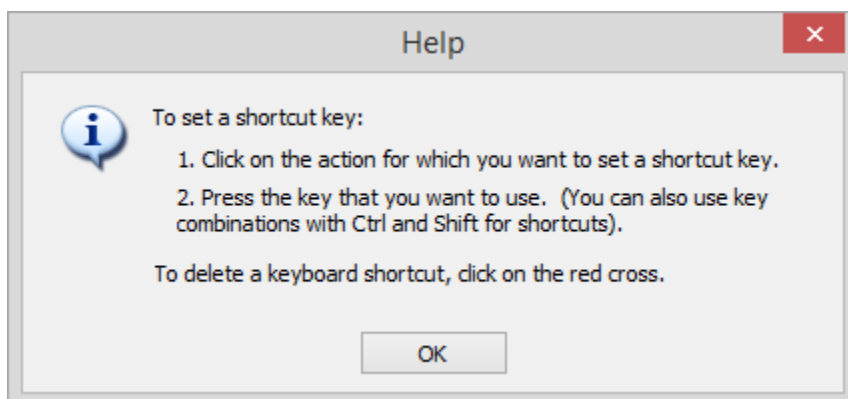 Help
To set a shortcut key:
1. Click on the action for which you want to set a shortcut key.
2. Press the key that you want to use.  (You can also use key
combinations with Ctrl and Shift for shortcuts).
To delete a keyboard shortcut, click on the red cross.
OK